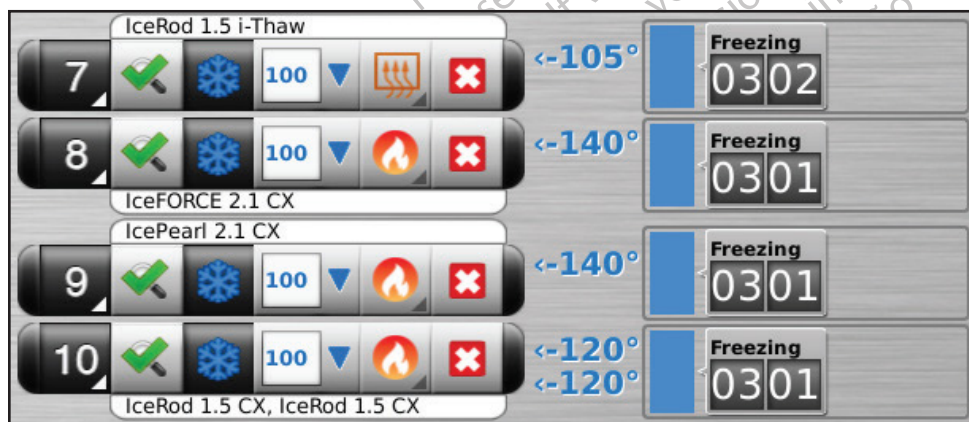 IceRod 1.5 i-Thaw
7 100 <-105° Freezing 03 02
8 100 <-140° Freezing 03 01
IceFORCE 2.1 CX
IcePearl 2.1 CX
9 100 <-140° Freezing 03 01
10 100 <-120° Freezing 03 01
<-120°
IceRod 1.5 CX, IceRod 1.5 CX